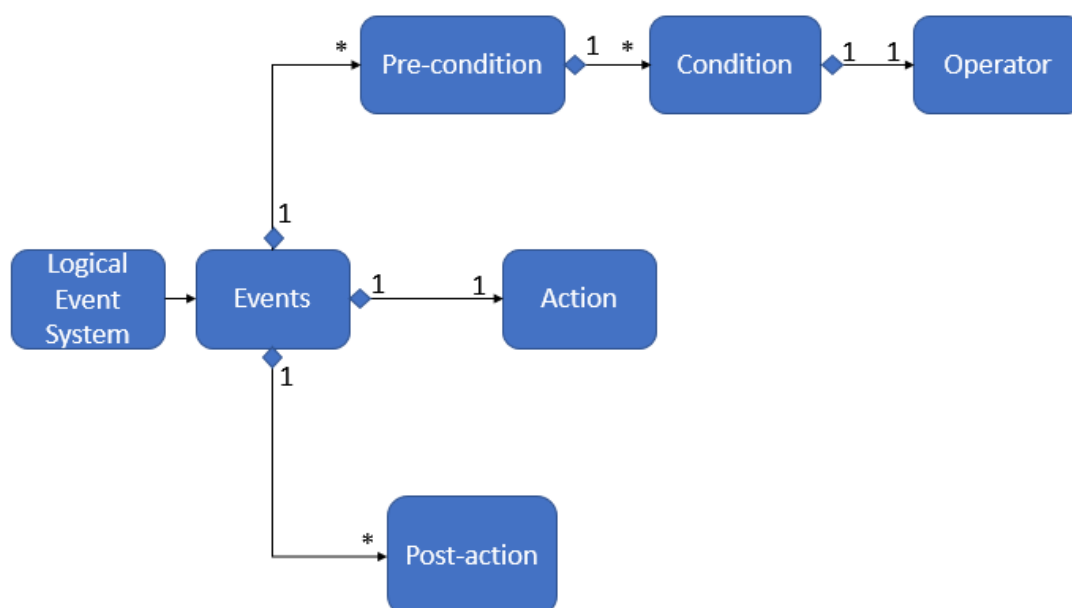 * Pre-condition 1 * Condition 1 1 Operator
1
Logical
Event
System
Events 1 1 Action
1
* Post-action